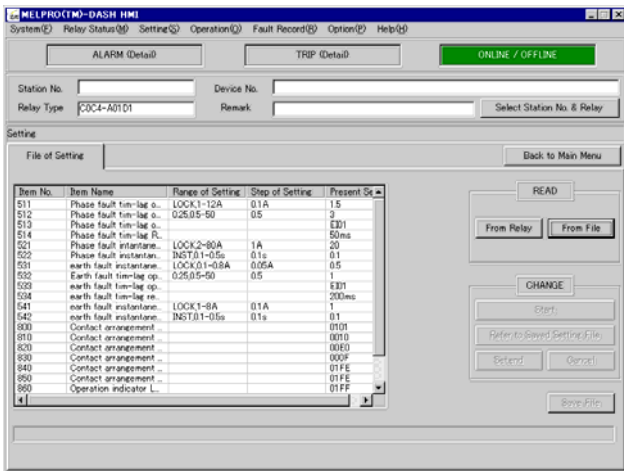 MELPRO(TM)-DASH HMI
System(F) Relay Status(M) Setting(S) Operation(O) Fault Record(R) Option(P) Help(H)
ALARM (Detail) TRIP (Detail) ONLINE / OFFLINE
Station No. Device No.
Relay Type COC4-A01D1 Remark Select Station No. & Relay
Setting
File of Setting Back to Main Menu
Item No. Item Name Range of Setting Step of Setting Present Se
511 Phase fault tim-lag o... LOCK,1-12A 0.1A 1.5
512 Phase fault tim-lag o... 0.25,0.5-50 0.5 3
513 Phase fault tim-lag o... EI01
514 Phase fault tim-lag R... 50ms
521 Phase fault intantane... LOCK,2-80A 1A 20
522 Phase fault instantan... INST,0.1-0.5s 0.1s 0.1
531 earth fault instantane... LOCK,0.1-0.8A 0.05A 0.5
532 Earth fault tim-lag op... 0.25,0.5-50 0.5 1
533 earth fault tim-lag op... EI01
534 earth fault tim-lag re... 200ms
541 earth fault instantane... LOCK,1-8A 0.1A 1
542 earth fault instantane... INST,0.1-0.5s 0.1s 0.1
800 Contact arrangement ... 0101
810 Contact arrangement ... 0010
820 Contact arrangement ... 00E0
830 Contact arrangement ... 000F
840 Contact arrangement ... 01FE
850 Contact arrangement ... 01FE
860 Operation indicator L... 01FF
READ
From Relay From File
CHANGE
Start
Refer to Saved Setting File
Setend Cancel
Save File